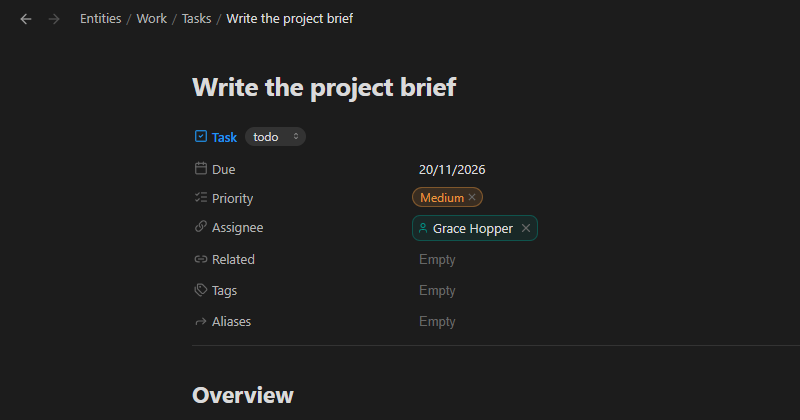 Entities / Work / Tasks / Write the project brief
Write the project brief
Task todo
Due 20/11/2026
Priority Medium
Assignee Grace Hopper
Related Empty
Tags Empty
Aliases Empty
Overview